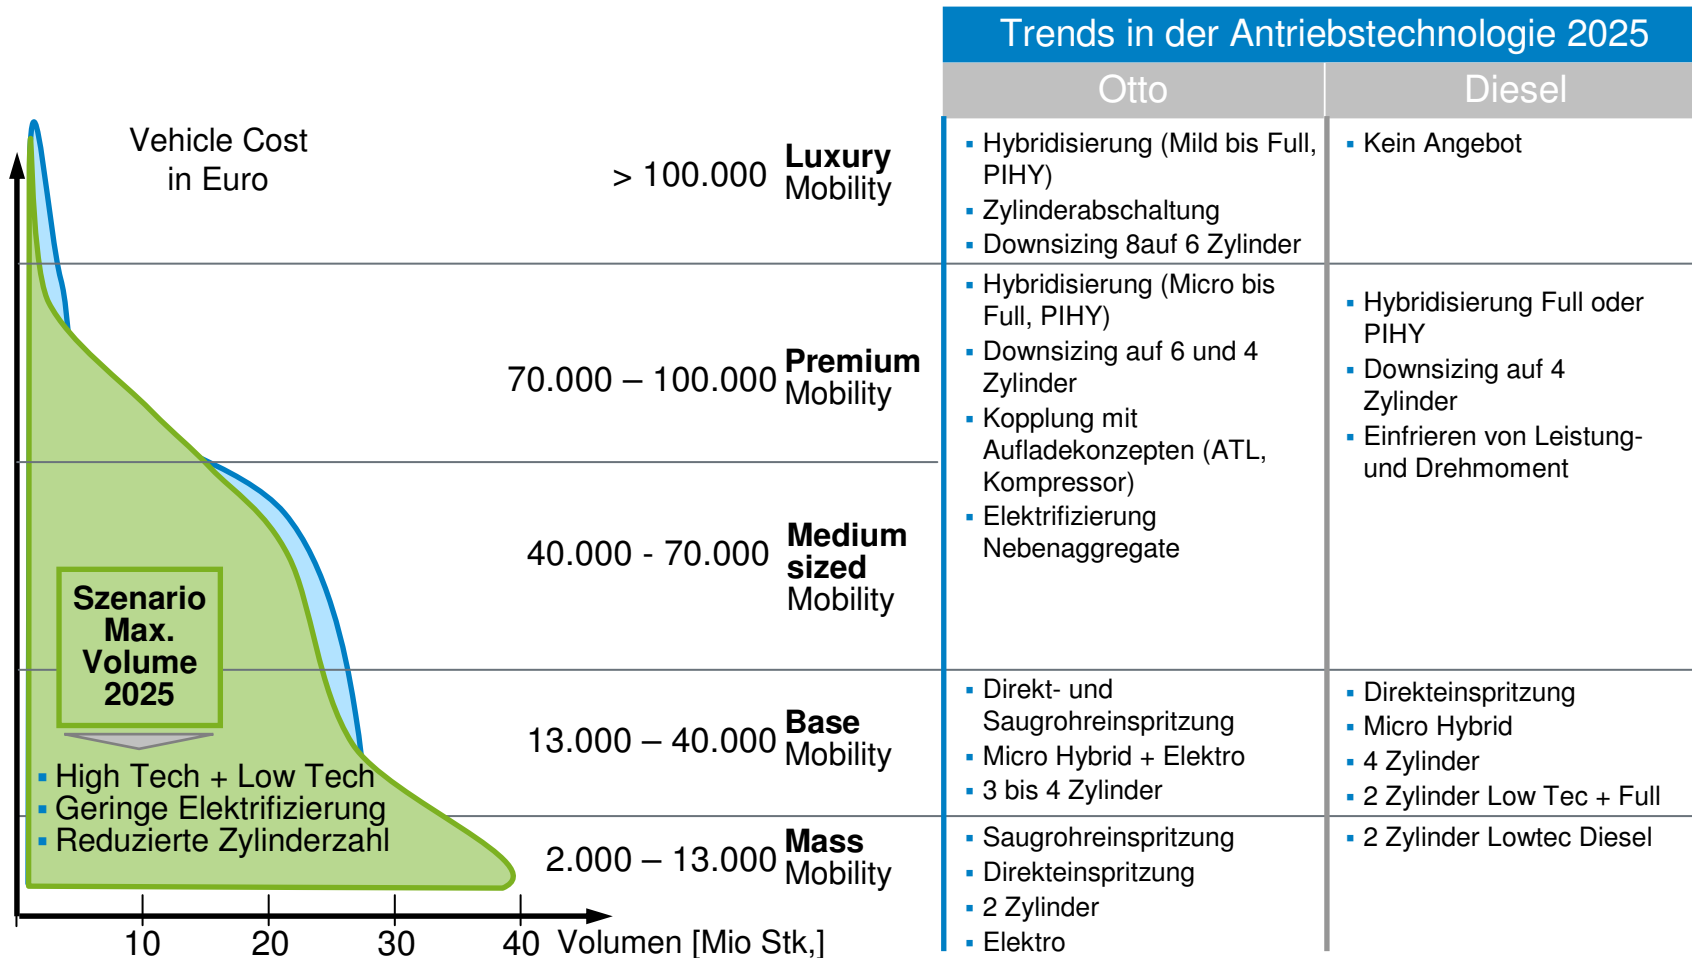 Trends in der Antriebstechnologie 2025
Otto
Diesel
Vehicle Cost
in Euro
> 100.000
Luxury
Mobility
▪ Hybridisierung (Mild bis Full,
PIHY)
▪ Zylinderabschaltung
▪ Downsizing 8auf 6 Zylinder
▪ Kein Angebot
70.000 – 100.000
Premium
Mobility
▪ Hybridisierung (Micro bis
Full, PIHY)
▪ Downsizing auf 6 und 4
Zylinder
▪ Kopplung mit
Aufladekonzepten (ATL,
Kompressor)
▪ Elektrifizierung
Nebenaggregate
▪ Hybridisierung Full oder
PIHY
▪ Downsizing auf 4
Zylinder
▪ Einfrieren von Leistung-
und Drehmoment
40.000 - 70.000
Medium
sized
Mobility
Szenario
Max.
Volume
2025
▪ High Tech + Low Tech
▪ Geringe Elektrifizierung
▪ Reduzierte Zylinderzahl
13.000 – 40.000
Base
Mobility
▪ Direkt- und
Saugrohreinspritzung
▪ Micro Hybrid + Elektro
▪ 3 bis 4 Zylinder
▪ Direkteinspritzung
▪ Micro Hybrid
▪ 4 Zylinder
▪ 2 Zylinder Low Tec + Full
2.000 – 13.000
Mass
Mobility
▪ Saugrohreinspritzung
▪ Direkteinspritzung
▪ 2 Zylinder
▪ Elektro
▪ 2 Zylinder Lowtec Diesel
10 20 30 40 Volumen [Mio Stk,]